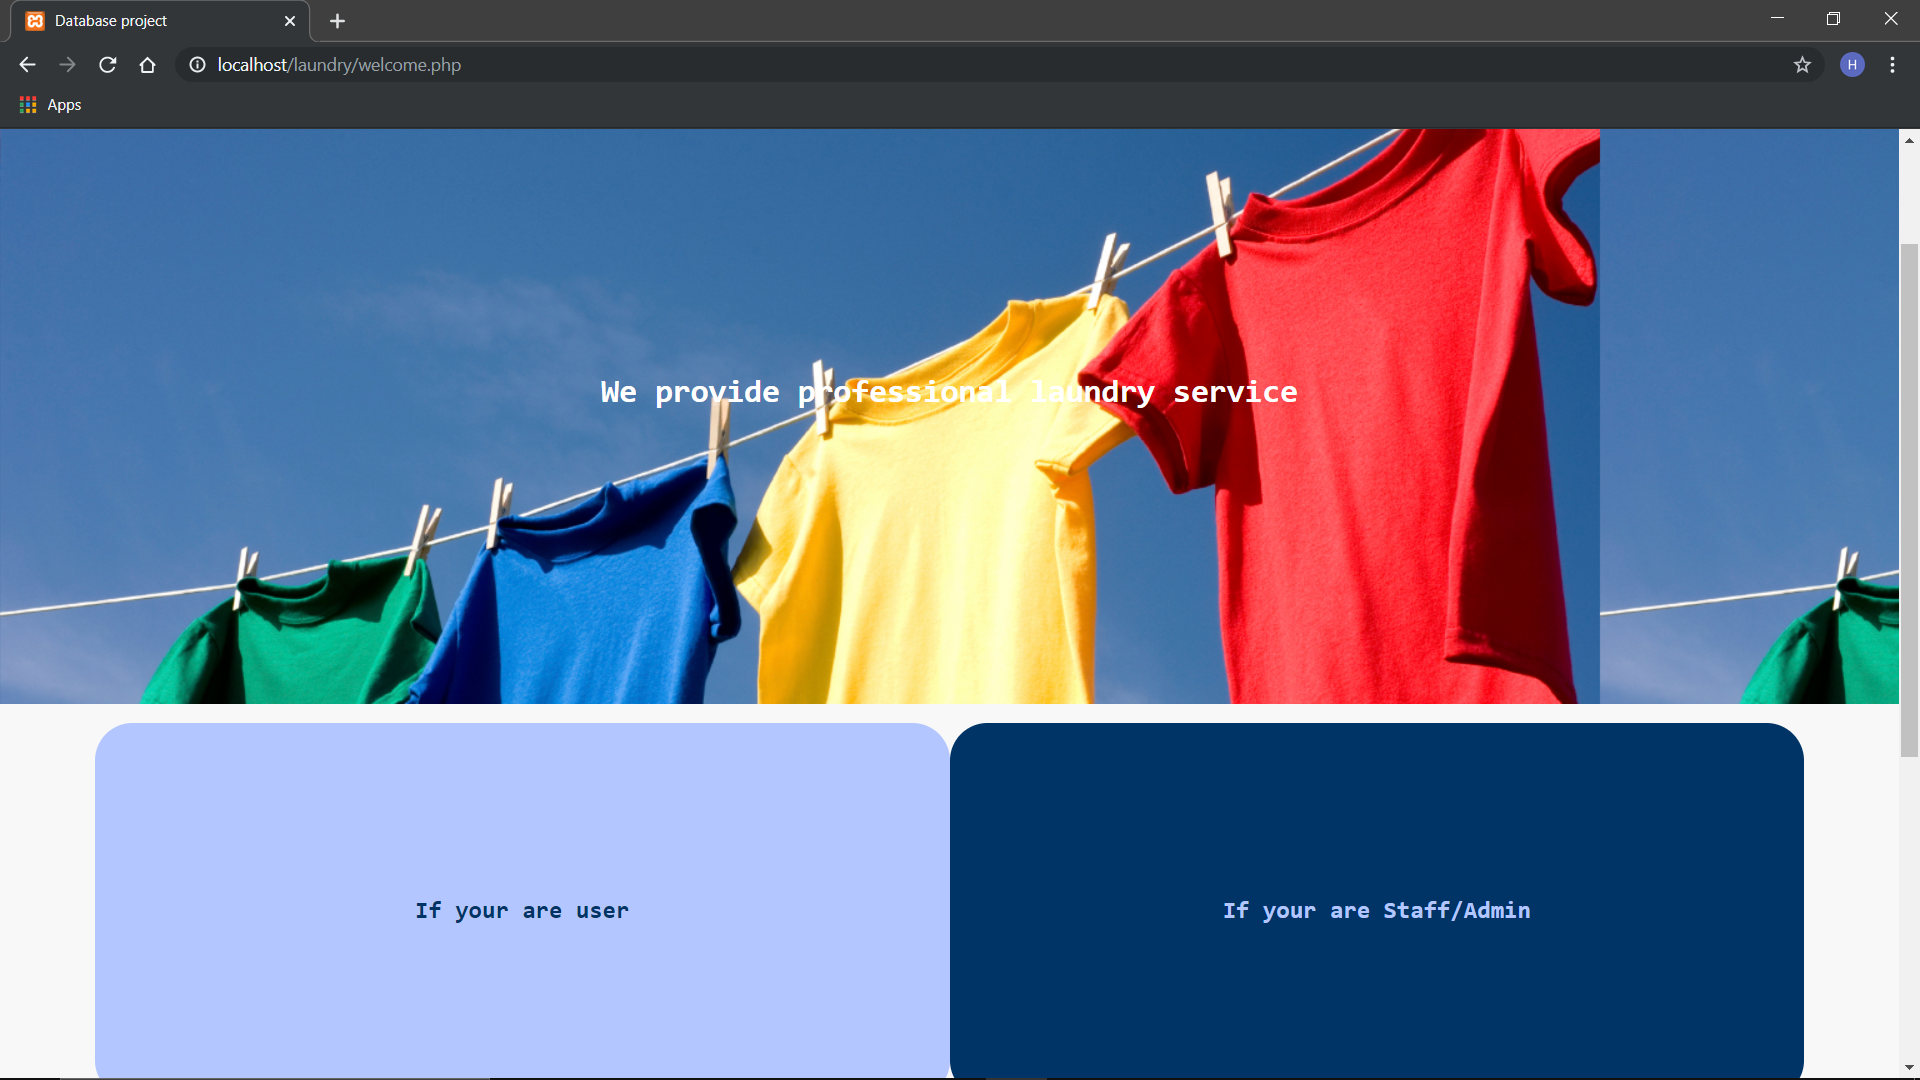 Database project
localhost/laundry/welcome.php
H
Apps
We provide professional laundry service
If your are user
If your are Staff/Admin